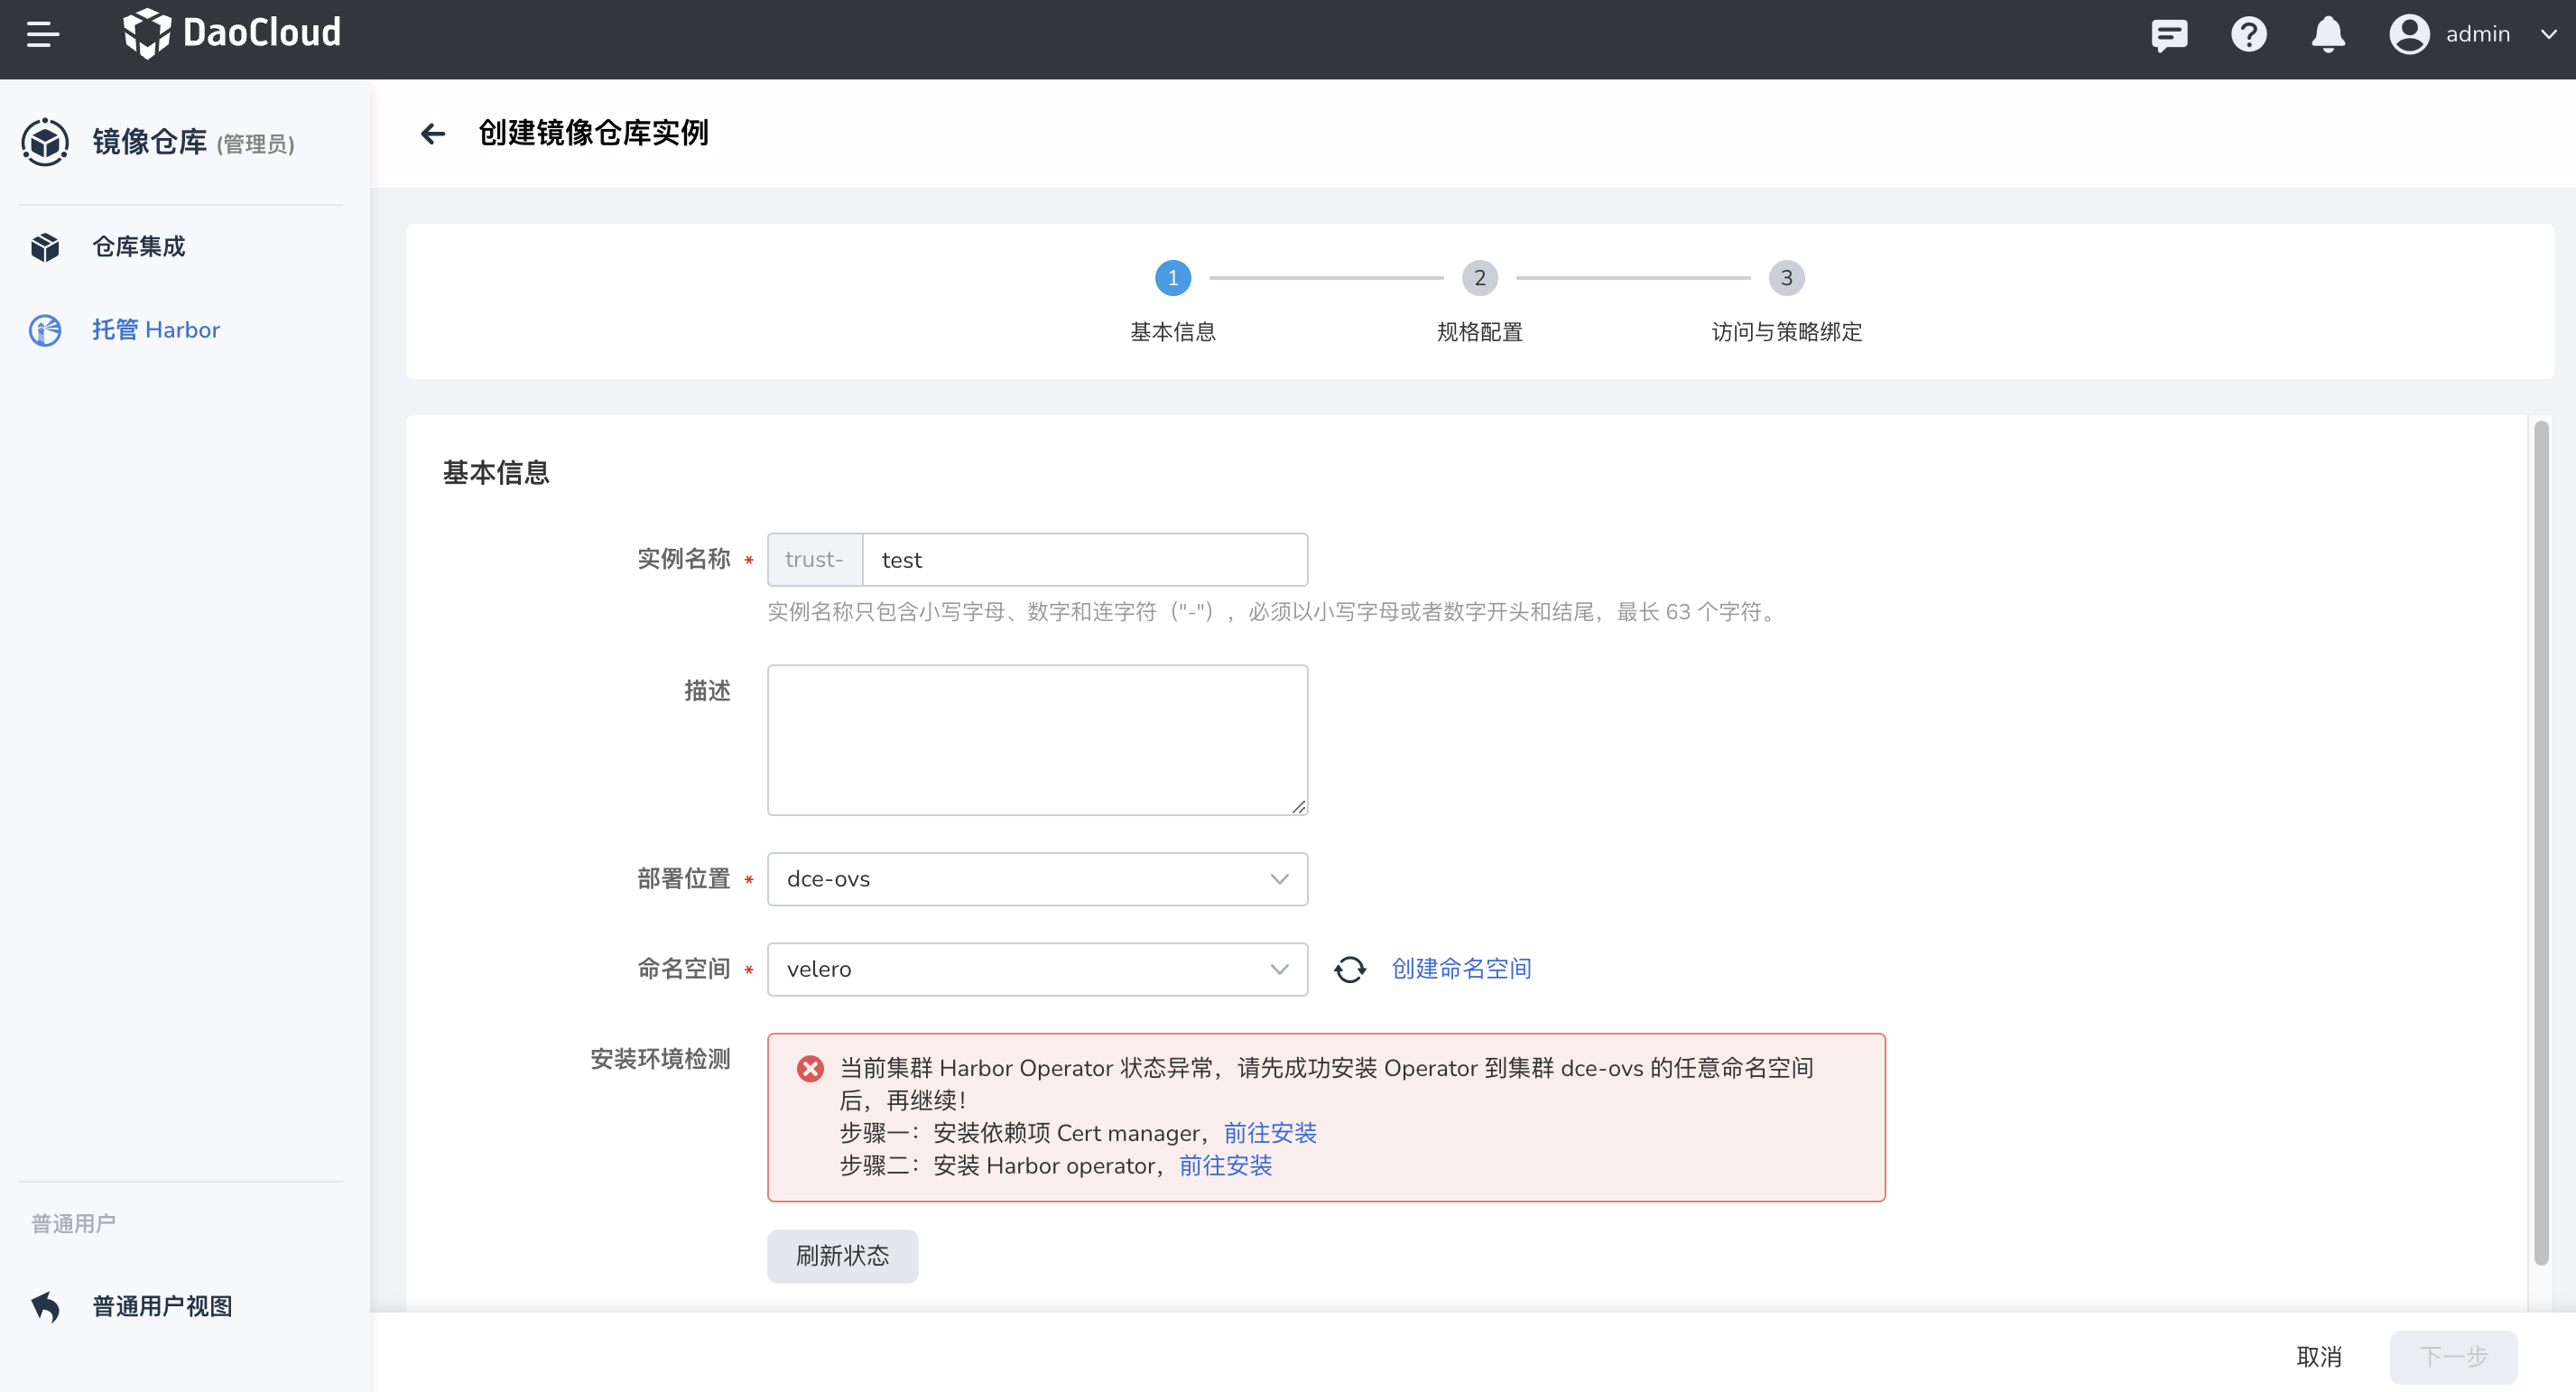 DaoCloud
admin
镜像仓库 (管理员)
仓库集成
托管 Harbor
普通用户
普通用户视图
创建镜像仓库实例
1
2
3
基本信息
规格配置
访问与策略绑定
基本信息
实例名称 *
trust-
test
实例名称只包含小写字母、数字和连字符（"-"），必须以小写字母或者数字开头和结尾，最长 63 个字符。
描述
部署位置 *
dce-ovs
命名空间 *
velero
创建命名空间
安装环境检测
当前集群 Harbor Operator 状态异常，请先成功安装 Operator 到集群 dce-ovs 的任意命名空间
后，再继续！
步骤一：安装依赖项 Cert manager，前往安装
步骤二：安装 Harbor operator，前往安装
刷新状态
取消
下一步